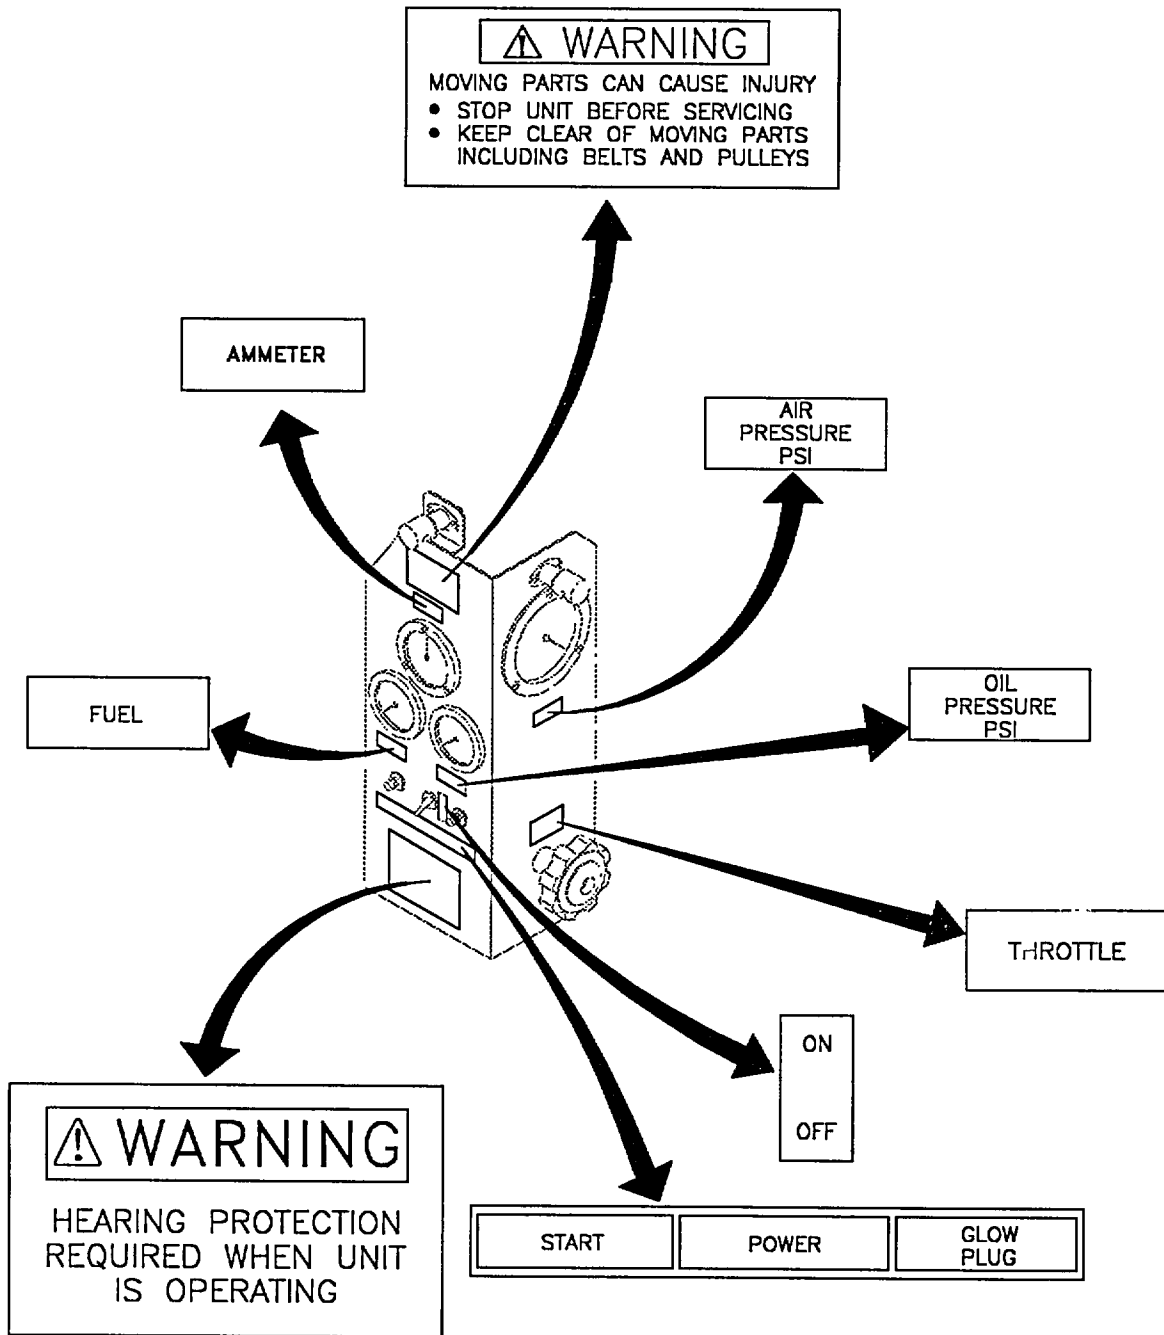 WARNING
MOVING PARTS CAN CAUSE INJURY
• STOP UNIT BEFORE SERVICING
• KEEP CLEAR OF MOVING PARTS
INCLUDING BELTS AND PULLEYS
AMMETER
AIR
PRESSURE
PSI
FUEL
OIL
PRESSURE
PSI
THROTTLE
ON
OFF
WARNING
HEARING PROTECTION
REQUIRED WHEN UNIT
IS OPERATING
START
POWER
GLOW
PLUG